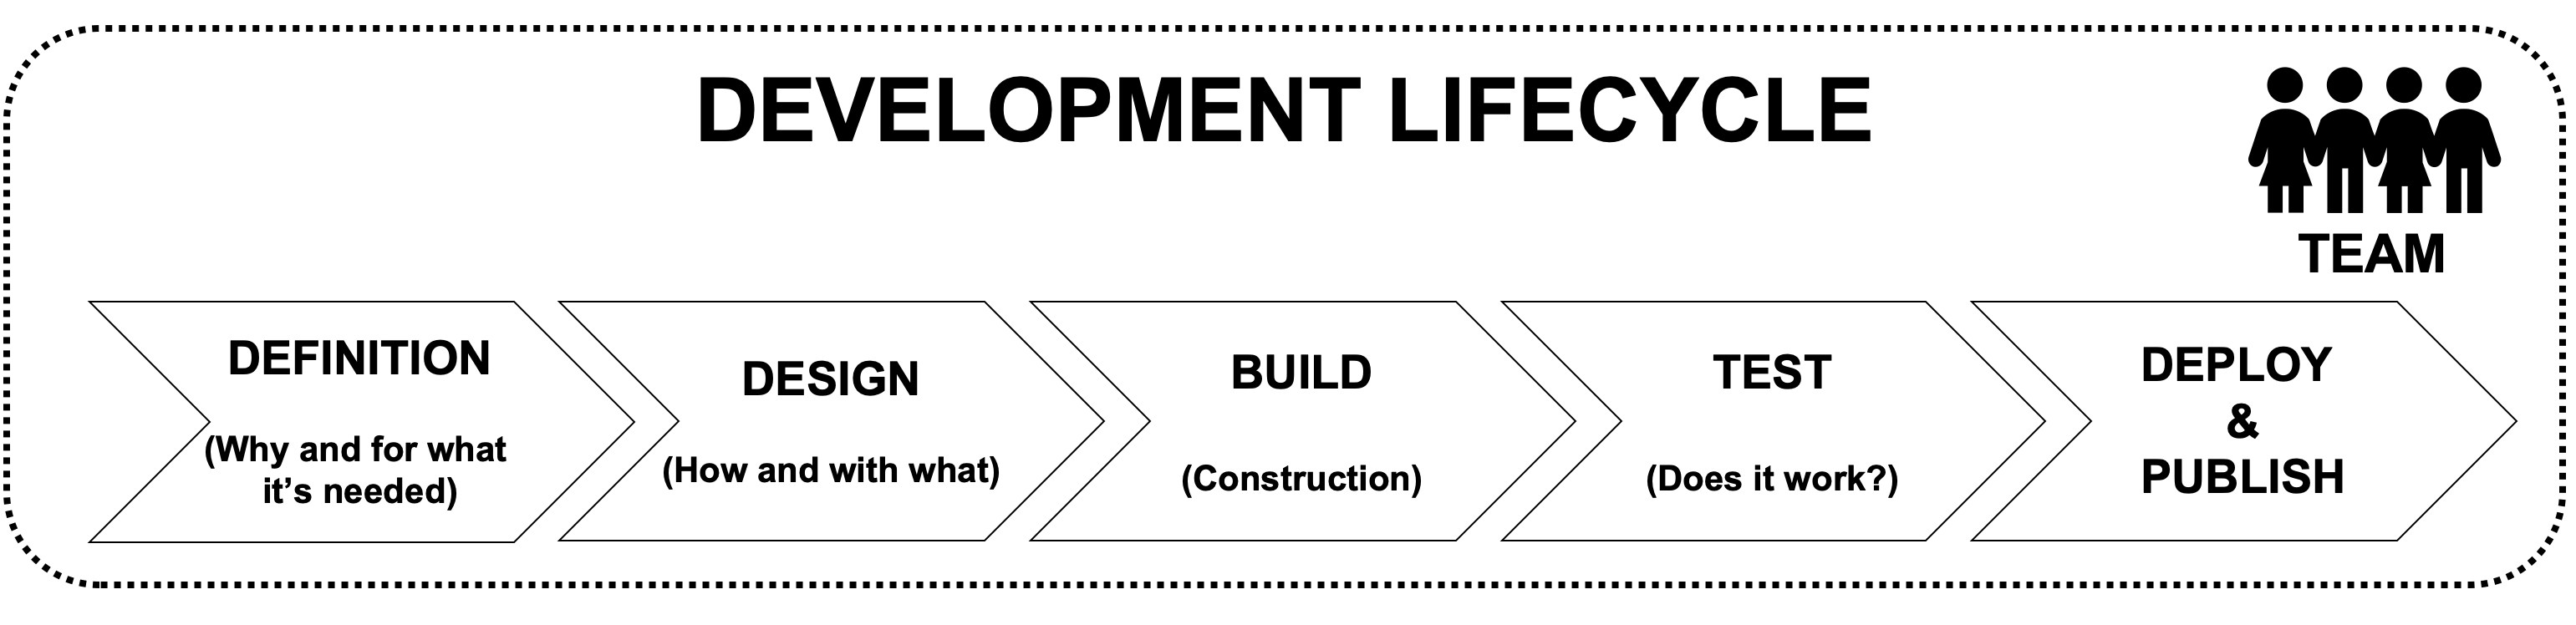 DEVELOPMENT LIFECYCLE
TEAM
DEFINITION
(Why and for what
it’s needed)
DESIGN
(How and with what)
BUILD
(Construction)
TEST
(Does it work?)
DEPLOY
&
PUBLISH